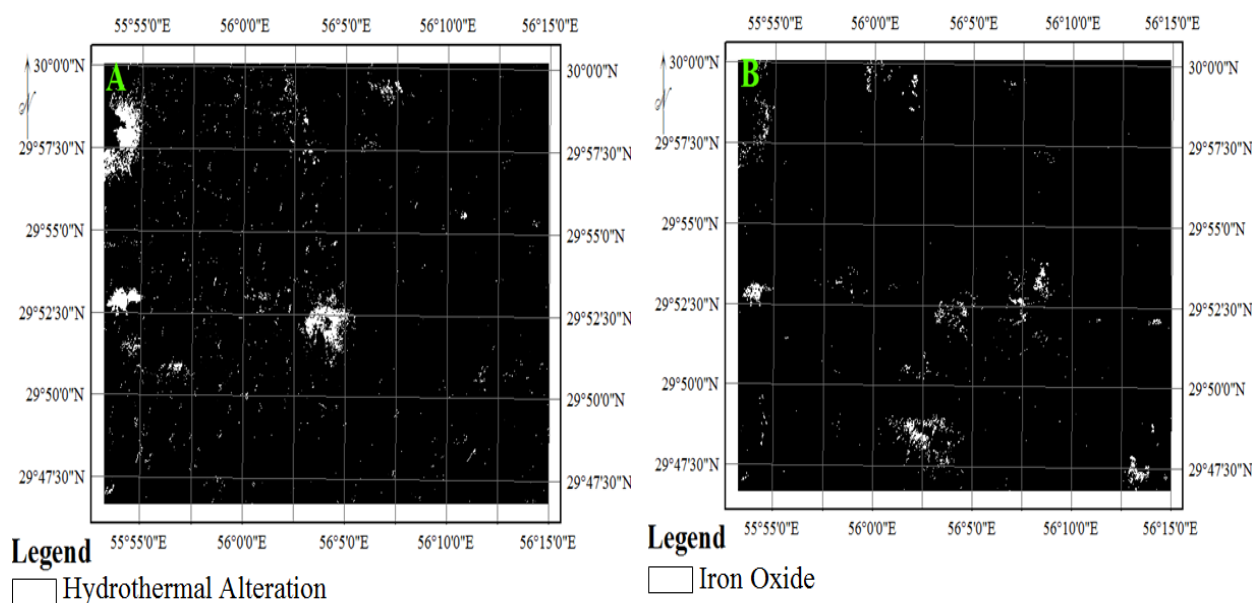 55°55'0"E 56°0'0"E 56°5'0"E 56°10'0"E 56°15'0"E
A
N
30°0'0"N 30°0'0"N
29°57'30"N 29°57'30"N
29°55'0"N 29°55'0"N
29°52'30"N 29°52'30"N
29°50'0"N 29°50'0"N
29°47'30"N 29°47'30"N
55°55'0"E 56°0'0"E 56°5'0"E 56°10'0"E 56°15'0"E
Legend
Hydrothermal Alteration
55°55'0"E 56°0'0"E 56°5'0"E 56°10'0"E 56°15'0"E
B
N
30°0'0"N 30°0'0"N
29°57'30"N 29°57'30"N
29°55'0"N 29°55'0"N
29°52'30"N 29°52'30"N
29°50'0"N 29°50'0"N
29°47'30"N 29°47'30"N
55°55'0"E 56°0'0"E 56°5'0"E 56°10'0"E 56°15'0"E
Legend
Iron Oxide